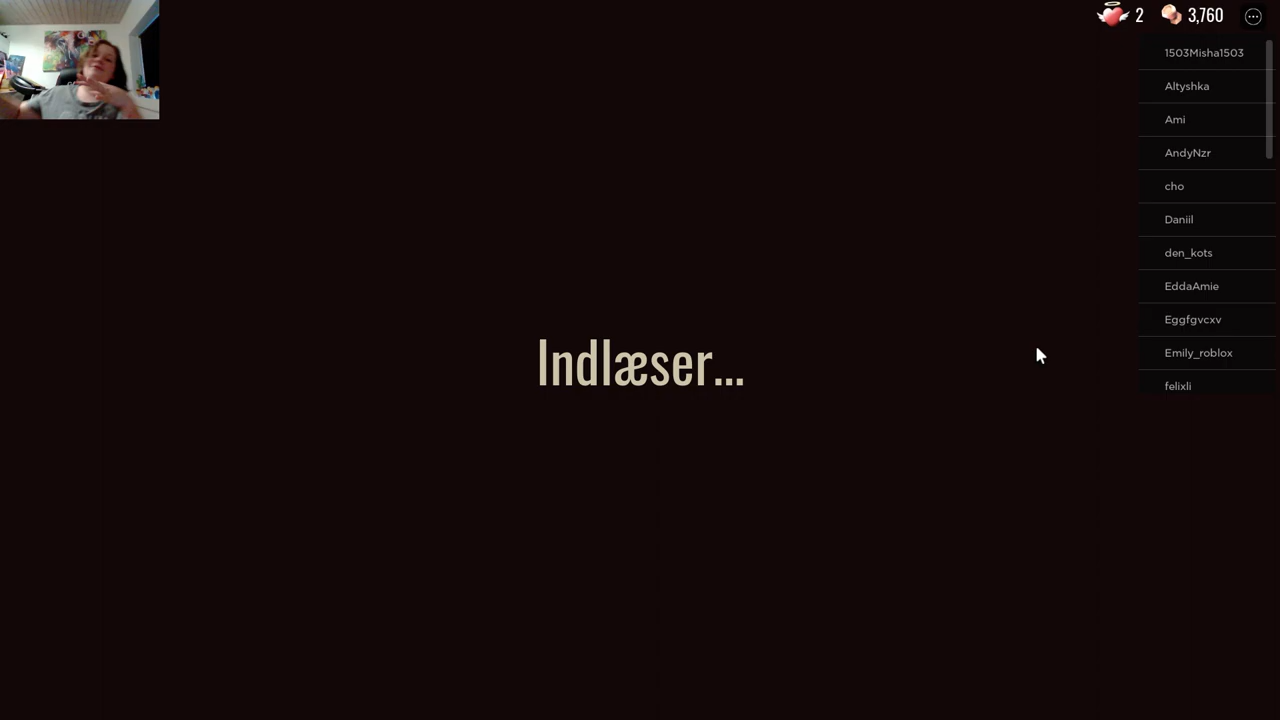 2 3,760
1503Misha1503
Altyshka
Ami
AndyNzr
cho
Daniil
den_kots
EddaAmie
Eggfgvcxv
Emily_roblox
felixli
Indlæser...